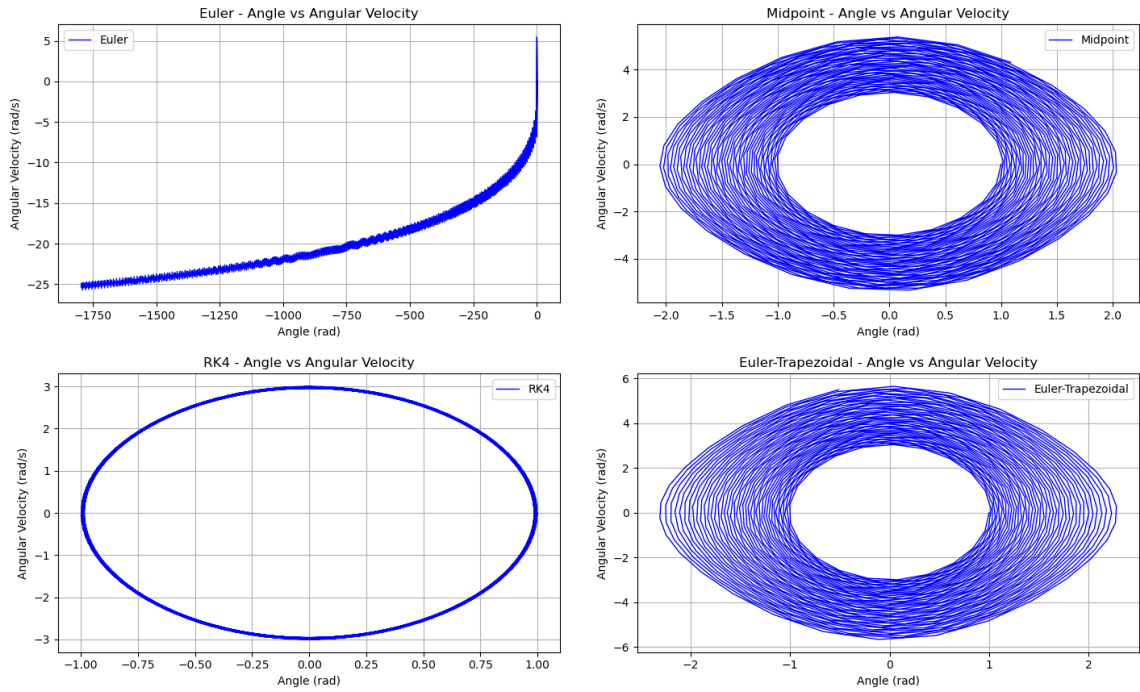 Euler - Angle vs Angular Velocity
Euler
5
0
−5
−10
−15
−20
−25
Angular Velocity (rad/s)
−1750 −1500 −1250 −1000 −750 −500 −250 0
Angle (rad)
Midpoint - Angle vs Angular Velocity
Midpoint
4
2
0
−2
−4
Angular Velocity (rad/s)
−2.0 −1.5 −1.0 −0.5 0.0 0.5 1.0 1.5 2.0
Angle (rad)
RK4 - Angle vs Angular Velocity
RK4
3
2
1
0
−1
−2
−3
Angular Velocity (rad/s)
−1.00 −0.75 −0.50 −0.25 0.00 0.25 0.50 0.75 1.00
Angle (rad)
Euler-Trapezoidal - Angle vs Angular Velocity
Euler-Trapezoidal
6
4
2
0
−2
−4
−6
Angular Velocity (rad/s)
−2 −1 0 1 2
Angle (rad)